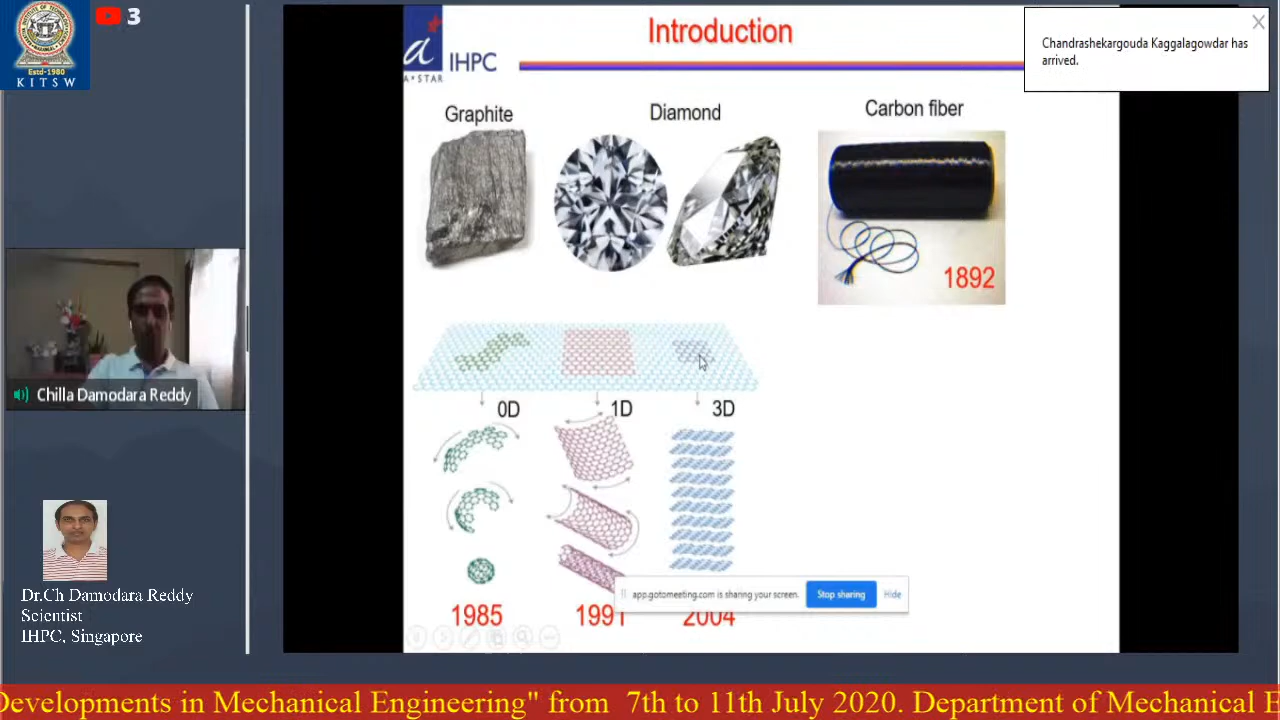 3
Estd-1980
KITSW
a
A*STAR
IHPC
Introduction
Chandrashekargouda Kaggalagowdar has
arrived.
Graphite
Diamond
Carbon fiber
1892
0D
1D
3D
Chilla Damodara Reddy
Dr.Ch Damodara Reddy
Scientist
IHPC, Singapore
app.gotomeeting.com is sharing your screen.
Stop sharing
Hide
1985
1991
2004
Developments in Mechanical Engineering" from 7th to 11th July 2020. Department of Mechanical E